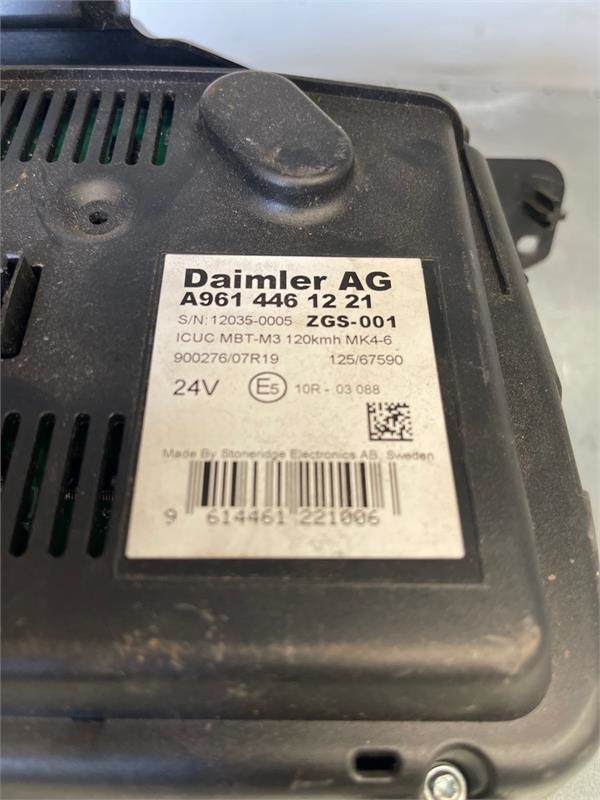 Daimler AG
A961 446 12 21
S/N: 12035-0005 ZGS-001
ICUC MBT-M3 120kmh MK4-6
900276/07R19 125/67590
24V E5 10R - 03 088
Made By Stoneridge Electronics AB, Sweden
9 614461 221006